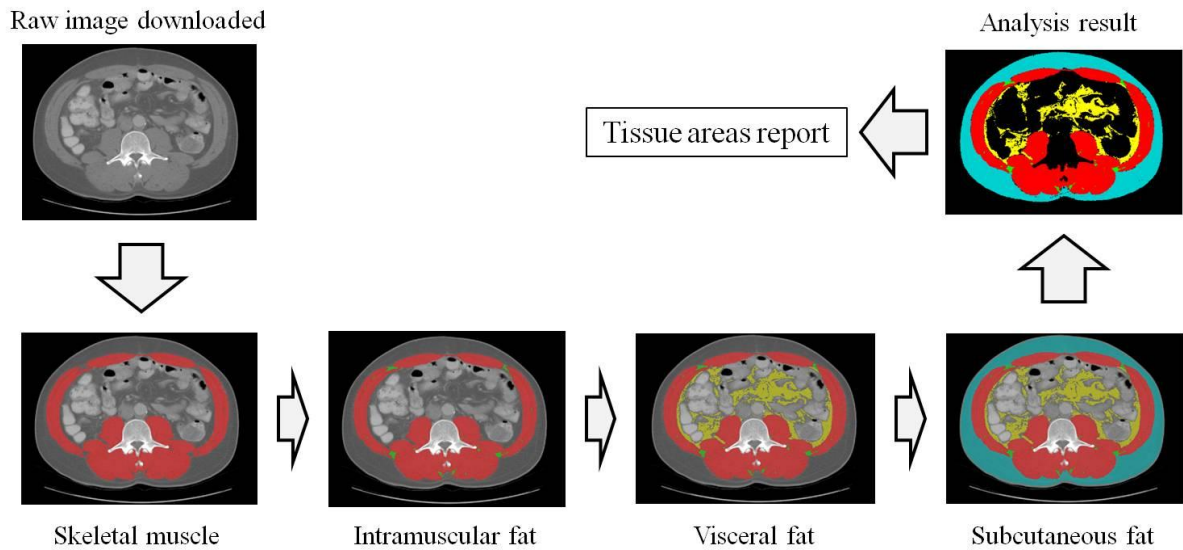 Raw image downloaded
Analysis result
Tissue areas report
Skeletal muscle
Intramuscular fat
Visceral fat
Subcutaneous fat